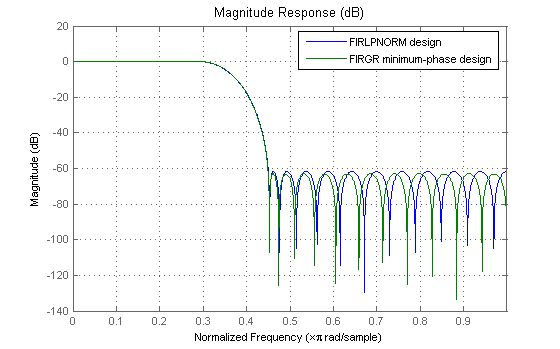 Magnitude Response (dB)
FIRLPNORM design
FIRGR minimum-phase design
20
0
-20
-40
-60
-80
-100
-120
-140
Magnitude (dB)
0 0.1 0.2 0.3 0.4 0.5 0.6 0.7 0.8 0.9
Normalized Frequency (×π rad/sample)